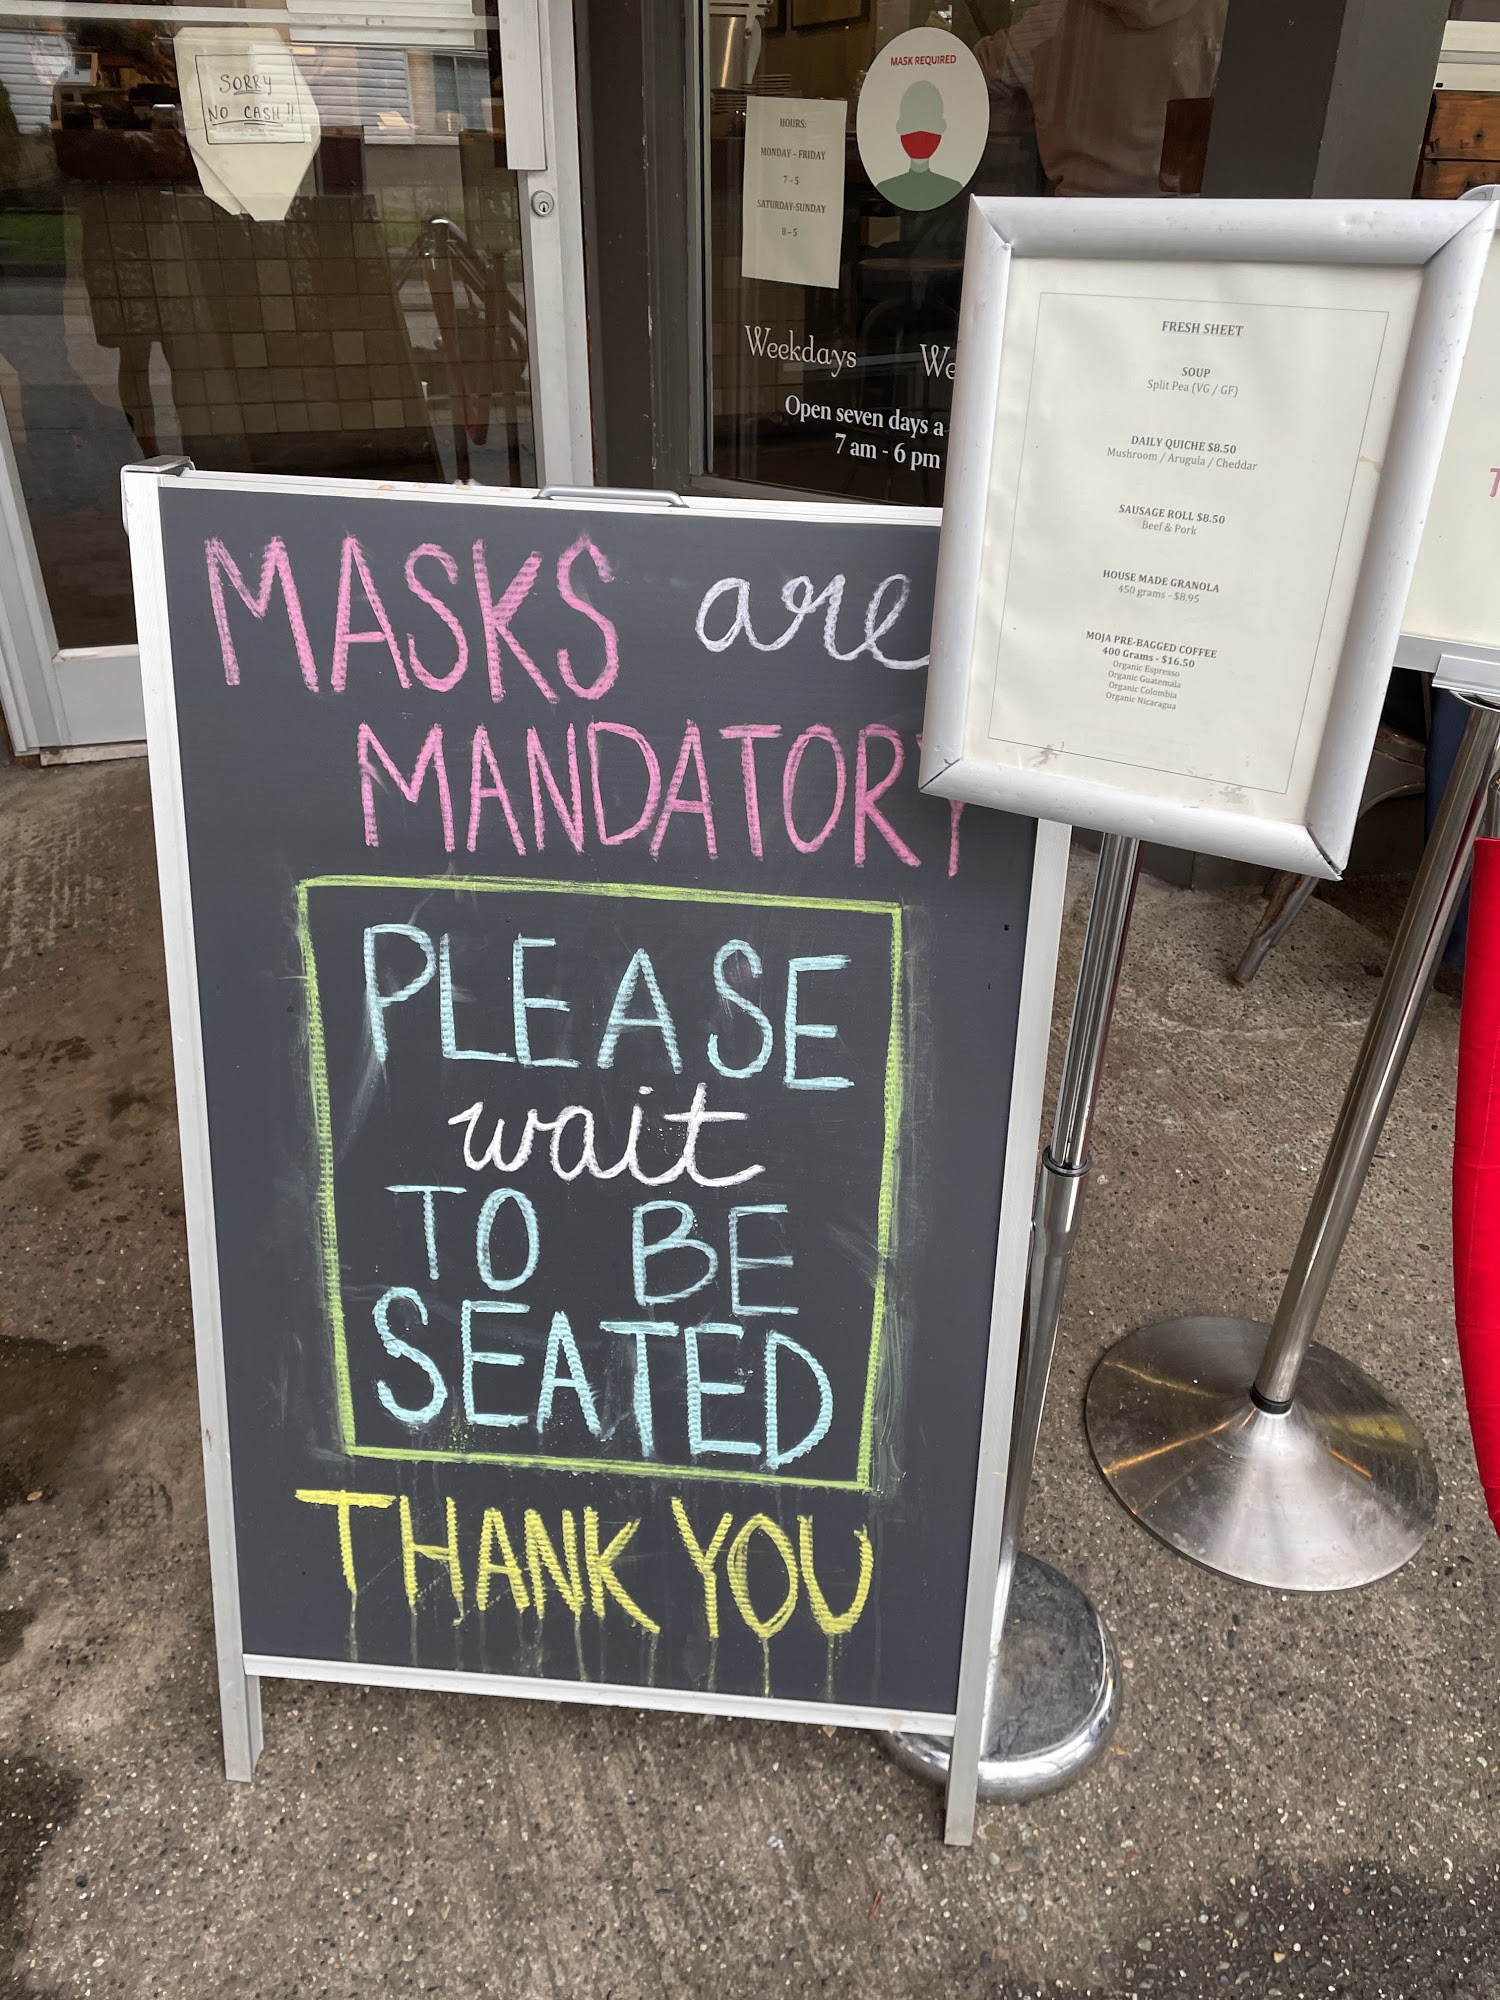 SORRY
NO CASH!!
MASK REQUIRED
HOURS:
MONDAY – FRIDAY
7 - 5
SATURDAY-SUNDAY
8 – 5
Weekdays
Open seven days a
7 am - 6 pm
FRESH SHEET
SOUP
Split Pea (VG / GF)
DAILY QUICHE $8.50
Mushroom / Arugula / Cheddar
SAUSAGE ROLL $8.50
Beef & Pork
HOUSE MADE GRANOLA
450 grams - $8.95
MOJA PRE-BAGGED COFFEE
400 Grams - $16.50
Organic Espresso
Organic Guatemala
Organic Colombia
Organic Nicaragua
MASKS are
MANDATORY
PLEASE
wait
TO BE
SEATED
THANK YOU